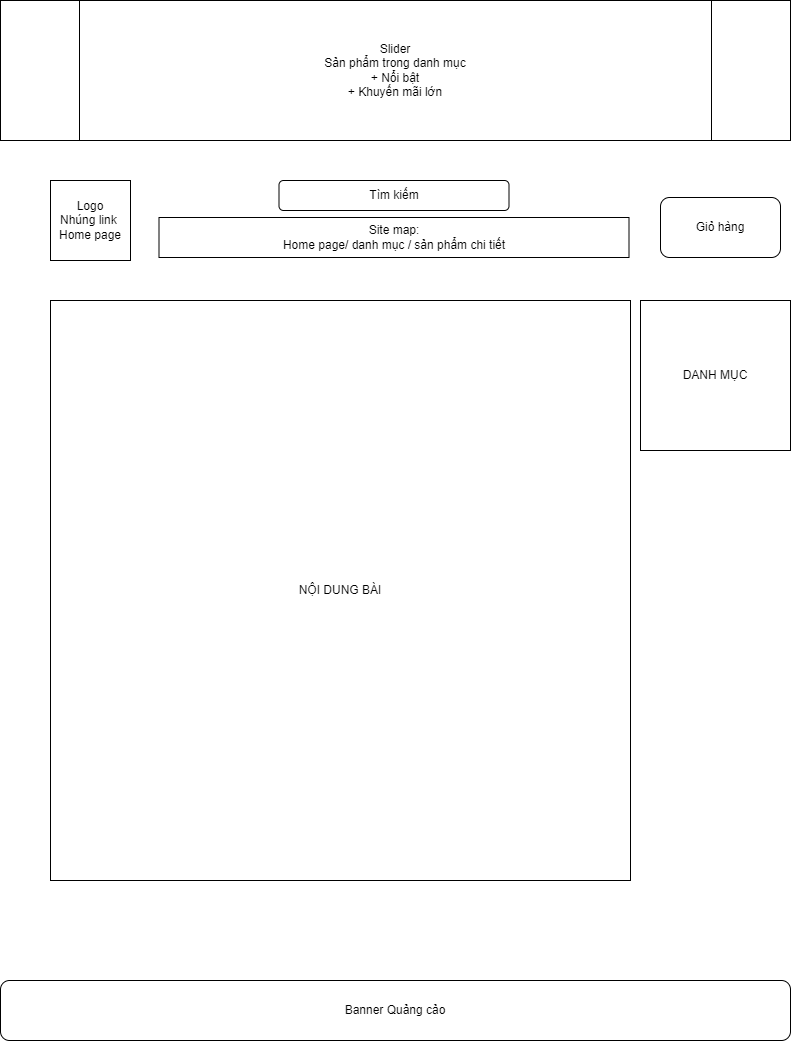 Slider
Sản phẩm trong danh mục
+ Nổi bật
+ Khuyến mãi lớn
Logo
Nhúng link
Home page
Tìm kiếm
Site map:
Home page/ danh mục / sản phẩm chi tiết
Giỏ hàng
DANH MỤC
NỘI DUNG BÀI
Banner Quảng cảo